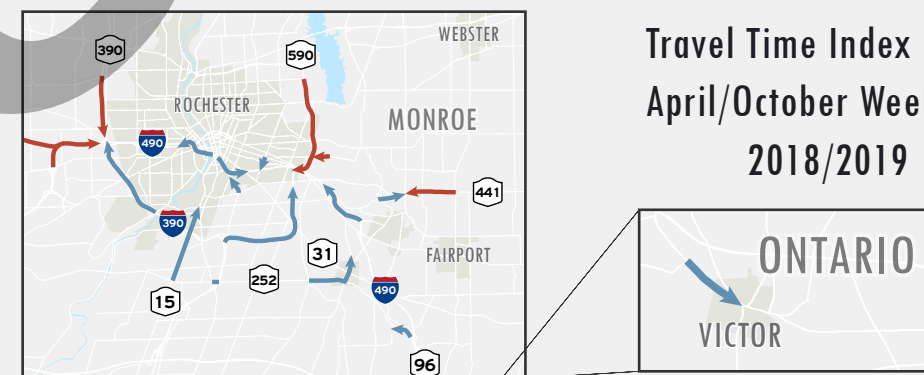 390
590
WEBSTER
ROCHESTER
MONROE
490
441
390
31
FAIRPORT
252
490
15
96
Travel Time Index
April/October Wee
2018/2019
ONTARIO
VICTOR